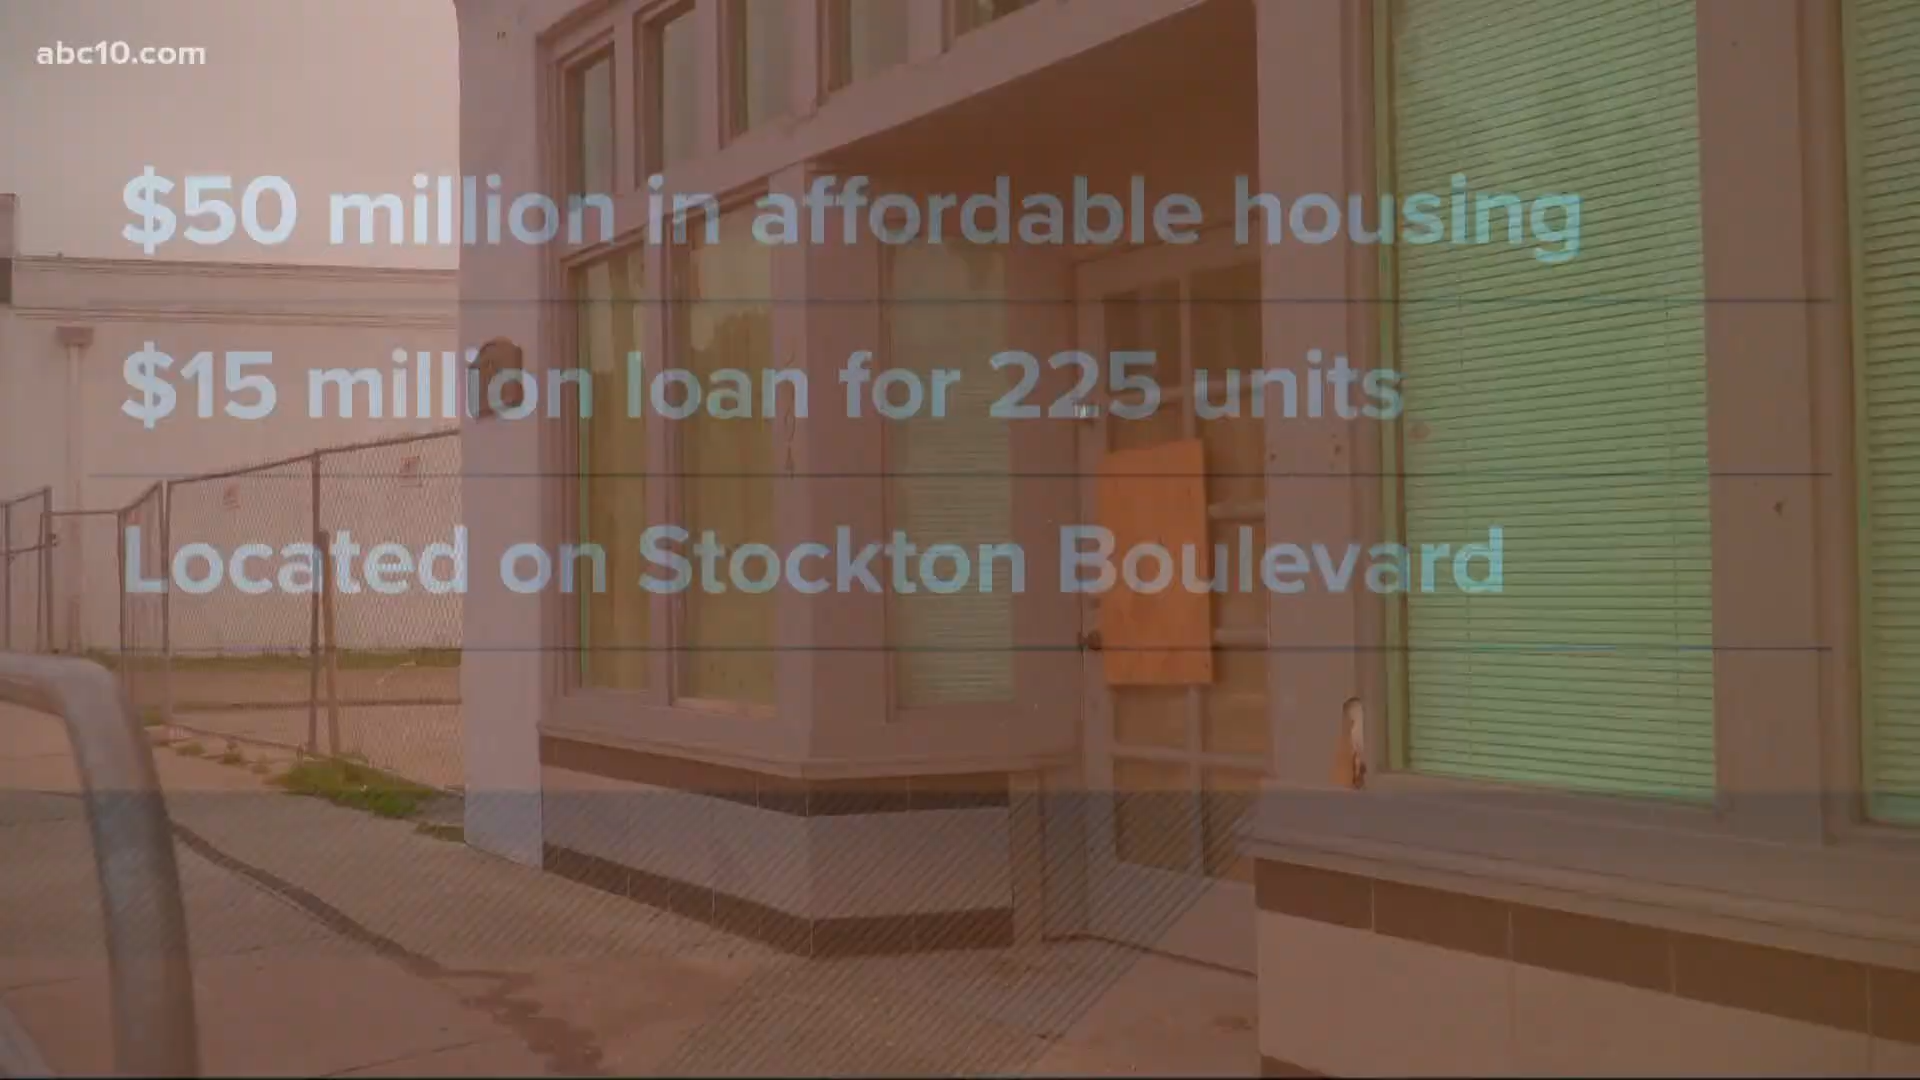 abc10.com
$50 million in affordable housing
$15 million loan for 225 units
Located on Stockton Boulevard